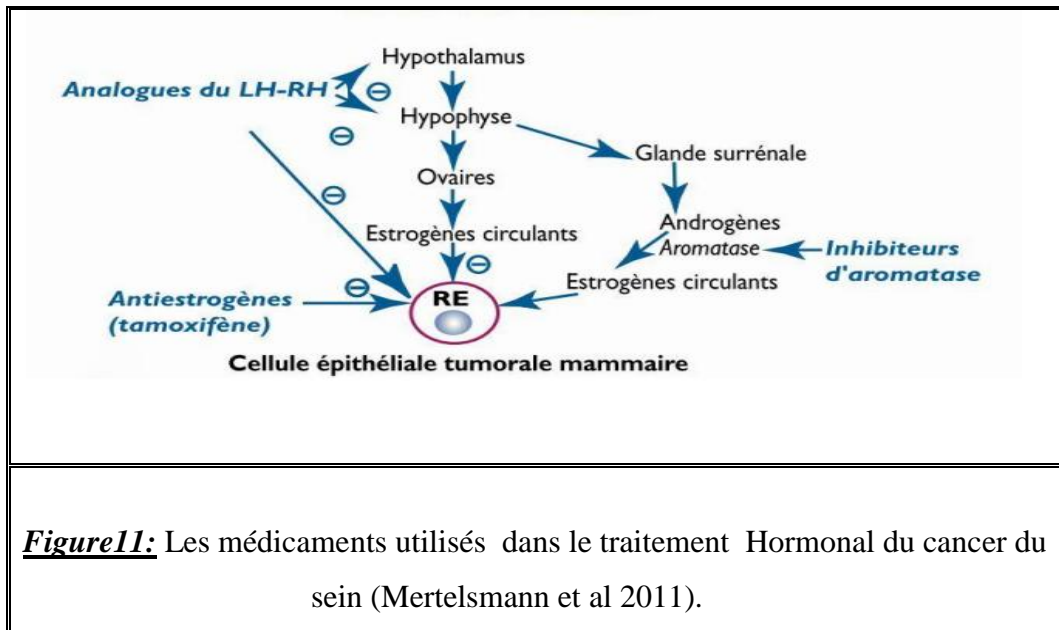 Hypothalamus
Analogues du LH-RH
Hypophyse
Glande surrénale
Ovaires
Androgènes
Estrogènes circulants
Aromatase
Inhibiteurs
d'aromatase
Estrogènes circulants
Antiestrogènes
(tamoxifène)
RE
Cellule épithéliale tumorale mammaire
Figure11: Les médicaments utilisés dans le traitement Hormonal du cancer du
sein (Mertelsmann et al 2011).